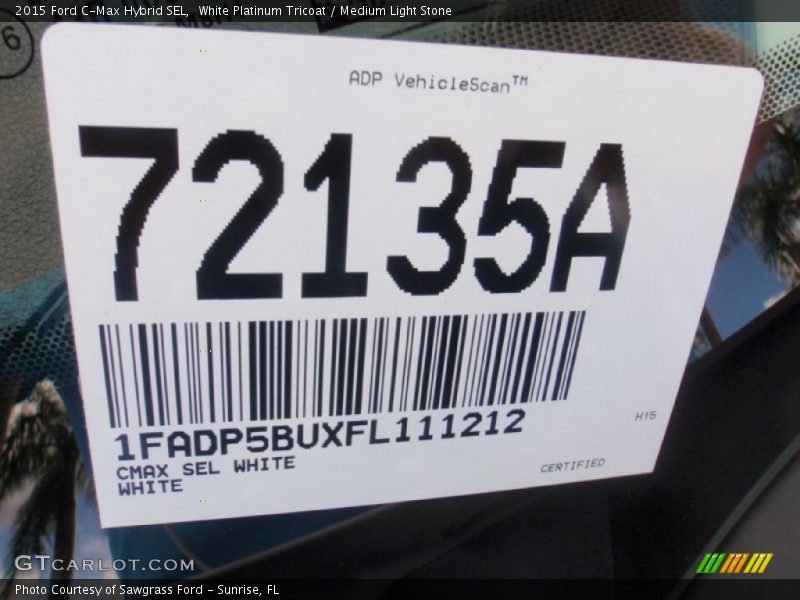 2015 Ford C-Max Hybrid SEL, White Platinum Tricoat / Medium Light Stone
6
ADP VehicleScan™
72135A
1FADP5BUXFL111212
CMAX SEL WHITE
WHITE
H15
CERTIFIED
GTcarlot.com
Photo Courtesy of Sawgrass Ford - Sunrise, FL